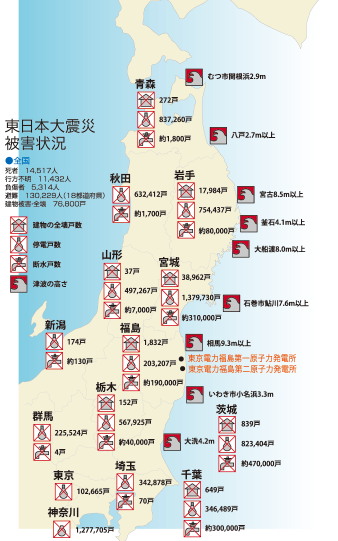 東日本大震災
被害状況
●全国
死者 14,517人
行方不明 11,432人
負傷者 5,314人
避難 130,229人(18都道府県)
建物被害・全壊 76,800戸
建物の全壊戸数
停電戸数
断水戸数
津波の高さ
青森
272戸
837,260戸
約1,800戸
むつ市関根浜2.9m
八戸2.7m以上
秋田
632,412戸
約1,700戸
岩手
17,984戸
754,437戸
約80,000戸
宮古8.5m以上
釜石4.1m以上
大船渡8.0m以上
山形
37戸
497,267戸
約7,000戸
宮城
38,962戸
1,379,730戸
約310,000戸
石巻市鮎川7.6m以上
新潟
174戸
約130戸
福島
1,832戸
203,207戸
約190,000戸
相馬9.3m以上
●東京電力福島第一原子力発電所
●東京電力福島第二原子力発電所
いわき市小名浜3.3m
栃木
152戸
567,925戸
約40,000戸
大洗4.2m
茨城
839戸
823,404戸
約470,000戸
群馬
225,524戸
4戸
埼玉
342,878戸
70戸
東京
102,665戸
神奈川
1,277,705戸
千葉
649戸
346,489戸
約300,000戸